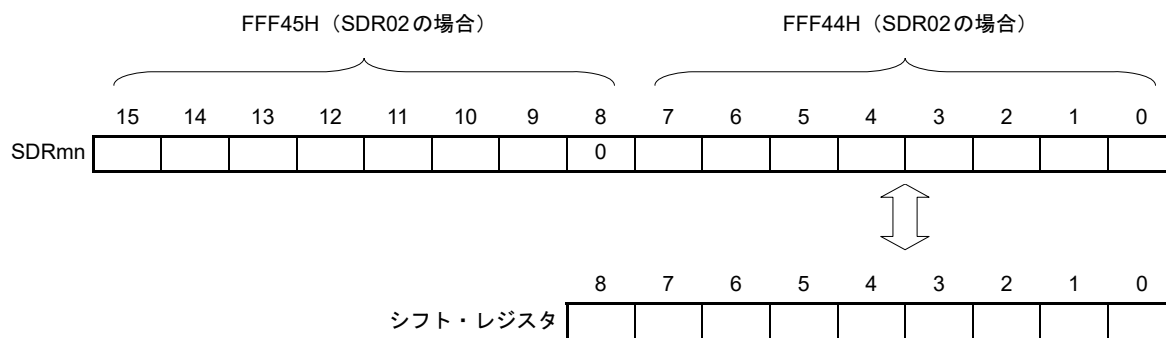 FFF45H（SDR02の場合） FFF44H（SDR02の場合）
15 14 13 12 11 10 9 8 7 6 5 4 3 2 1 0
SDRmn 0
8 7 6 5 4 3 2 1 0
シフト・レジスタ